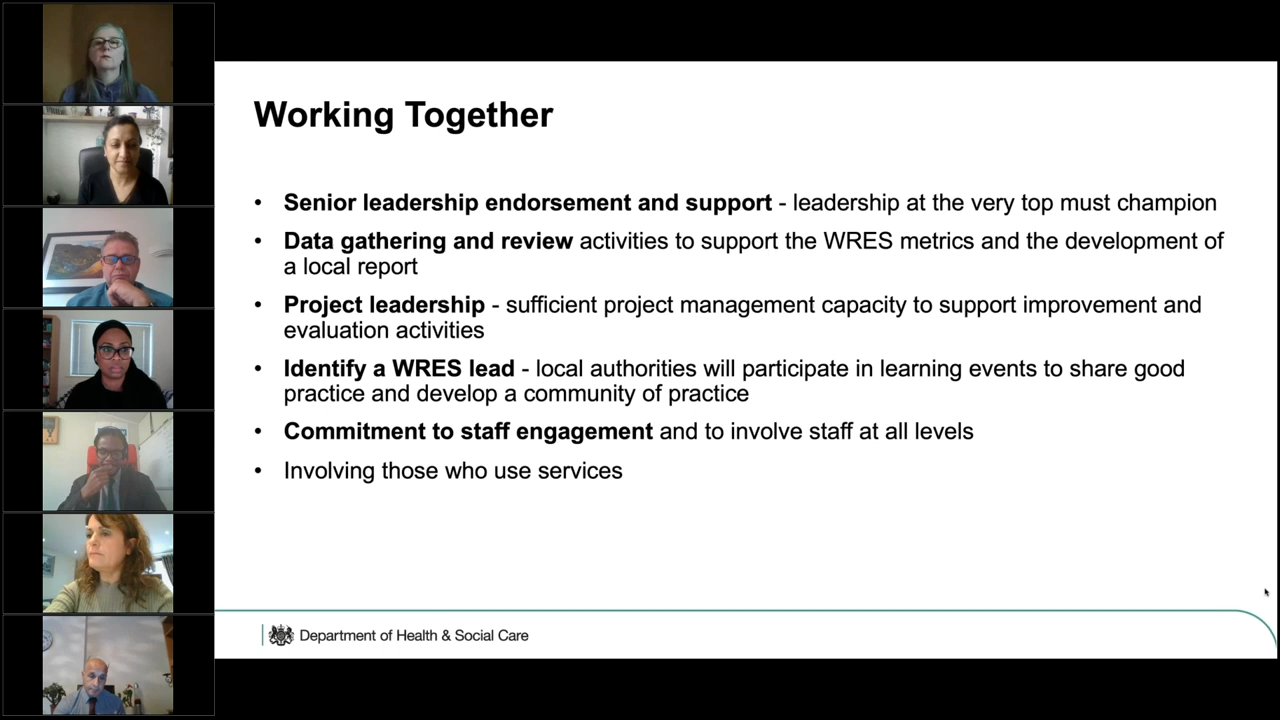 Working Together
• Senior leadership endorsement and support - leadership at the very top must champion
• Data gathering and review activities to support the WRES metrics and the development of
a local report
• Project leadership - sufficient project management capacity to support improvement and
evaluation activities
• Identify a WRES lead - local authorities will participate in learning events to share good
practice and develop a community of practice
• Commitment to staff engagement and to involve staff at all levels
• Involving those who use services
Department of Health & Social Care